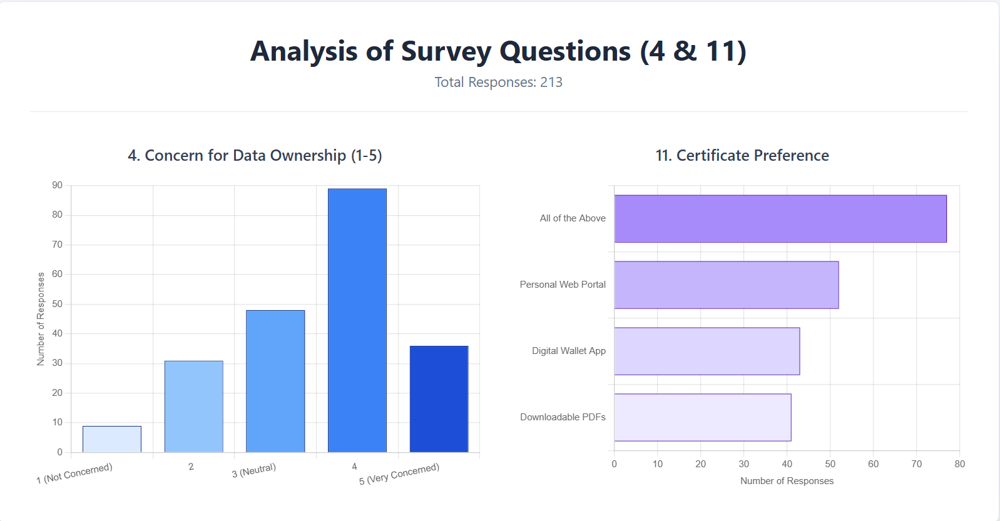 Analysis of Survey Questions (4 & 11)
Total Responses: 213
4. Concern for Data Ownership (1-5)
Number of Responses
90
80
70
60
50
40
30
20
10
0
1 (Not Concerned)
2
3 (Neutral)
4
5 (Very Concerned)
11. Certificate Preference
All of the Above
Personal Web Portal
Digital Wallet App
Downloadable PDFs
0 10 20 30 40 50 60 70 80
Number of Responses